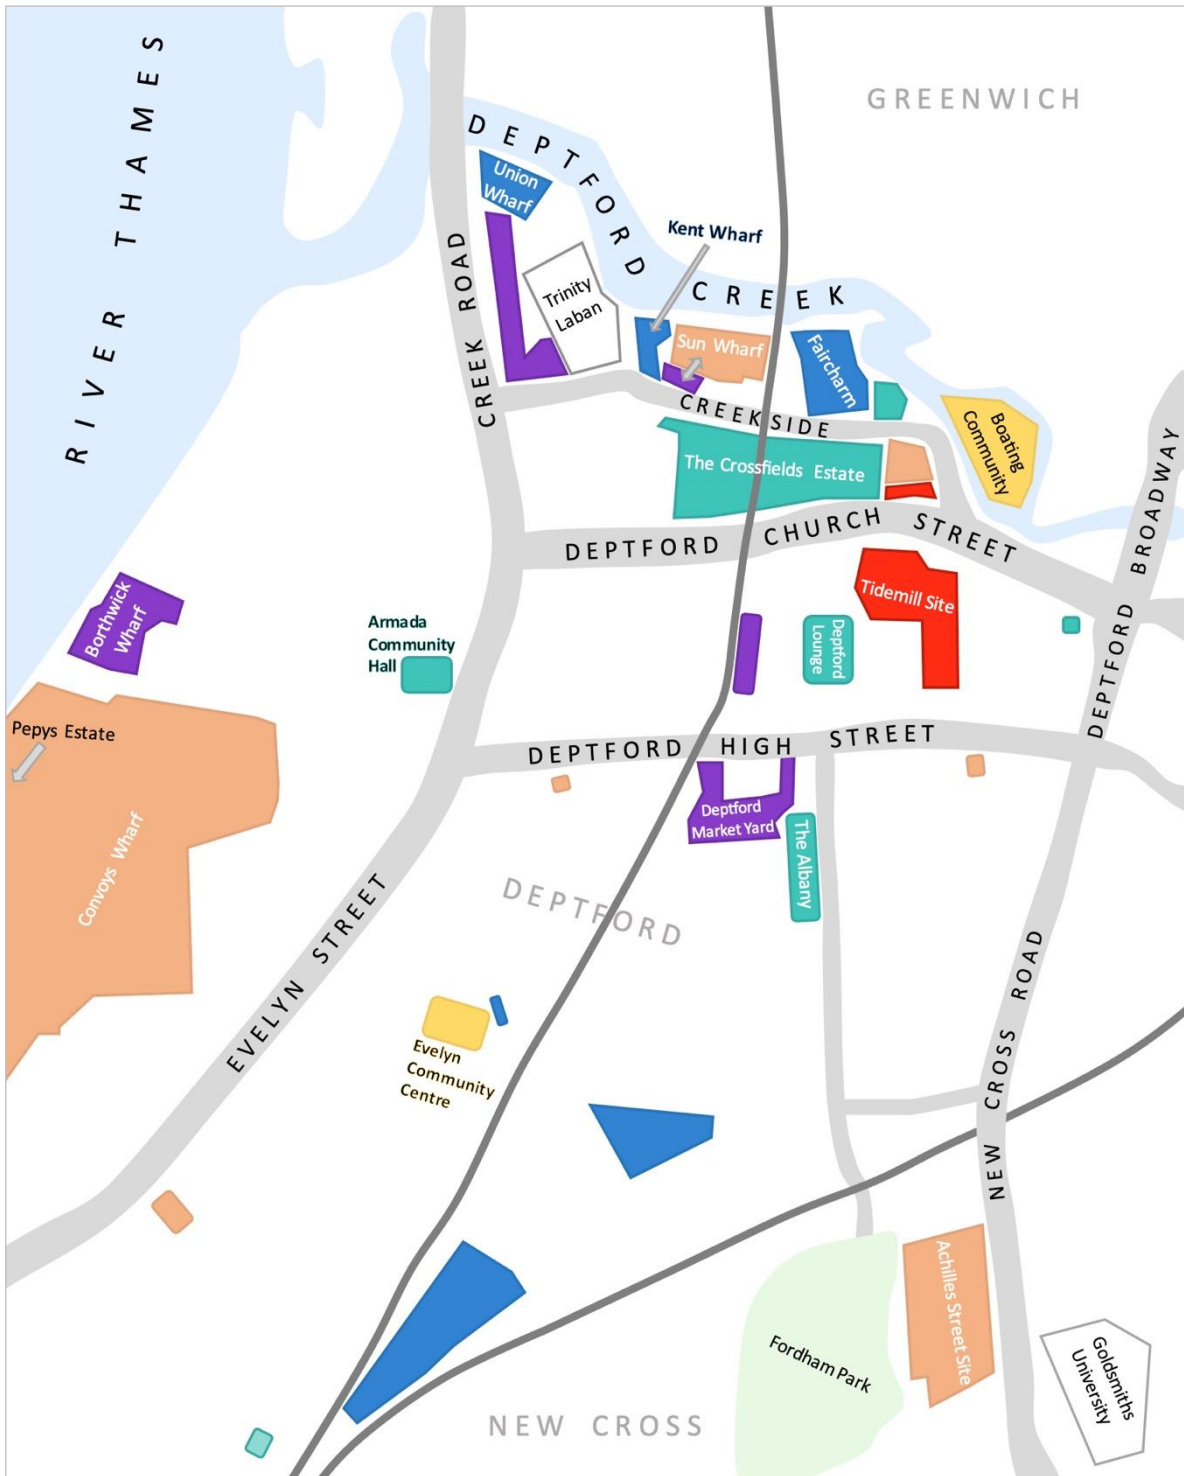 RIVER THAMES
GREENWICH
DEPTFORD CREEK
Union
Wharf
Kent Wharf
CREEK ROAD
Trinity
Laban
Sun Wharf
Faircharm
CREEKSIDE
Boating
Community
The Crossfields Estate
DEPTFORD CHURCH STREET
DEPTFORD BROADWAY
Tidemill Site
Borthwick
Wharf
Armada
Community
Hall
Deptford
Lounge
Pepys Estate
DEPTFORD HIGH STREET
Deptford
Market Yard
The Albany
Convoys Wharf
DEPTFORD
EVELYN STREET
NEW CROSS ROAD
Evelyn
Community
Centre
Achilles Street Site
Fordham Park
Goldsmiths
University
NEW CROSS